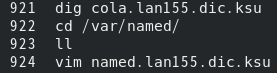 921 dig cola.lan155.dic.ksu
922 cd /var/named/
923 ll
924 vim named.lan155.dic.ksu